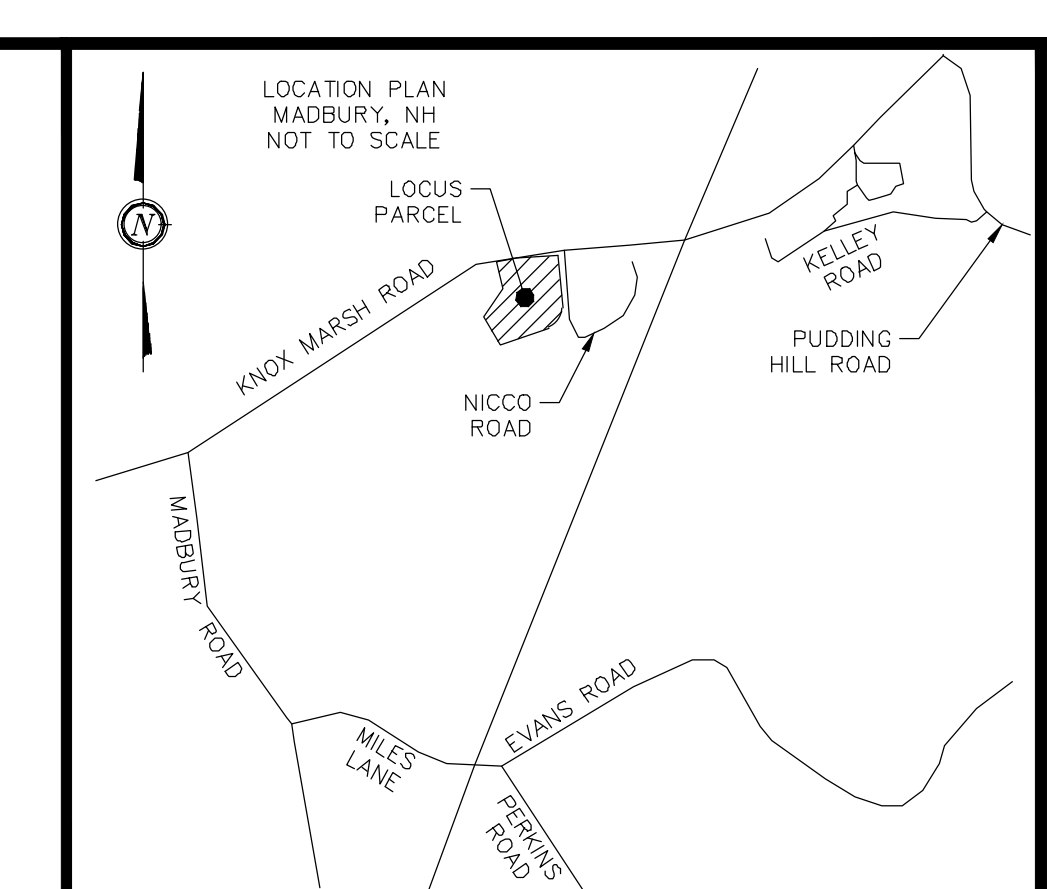 LOCATION PLAN
MADBURY, NH
NOT TO SCALE
LOCUS
PARCEL
N
KNOX MARSH ROAD
KELLEY
ROAD
PUDDING
HILL ROAD
NICCO
ROAD
MADBURY ROAD
EVANS ROAD
MILES
LANE
PERKINS
ROAD